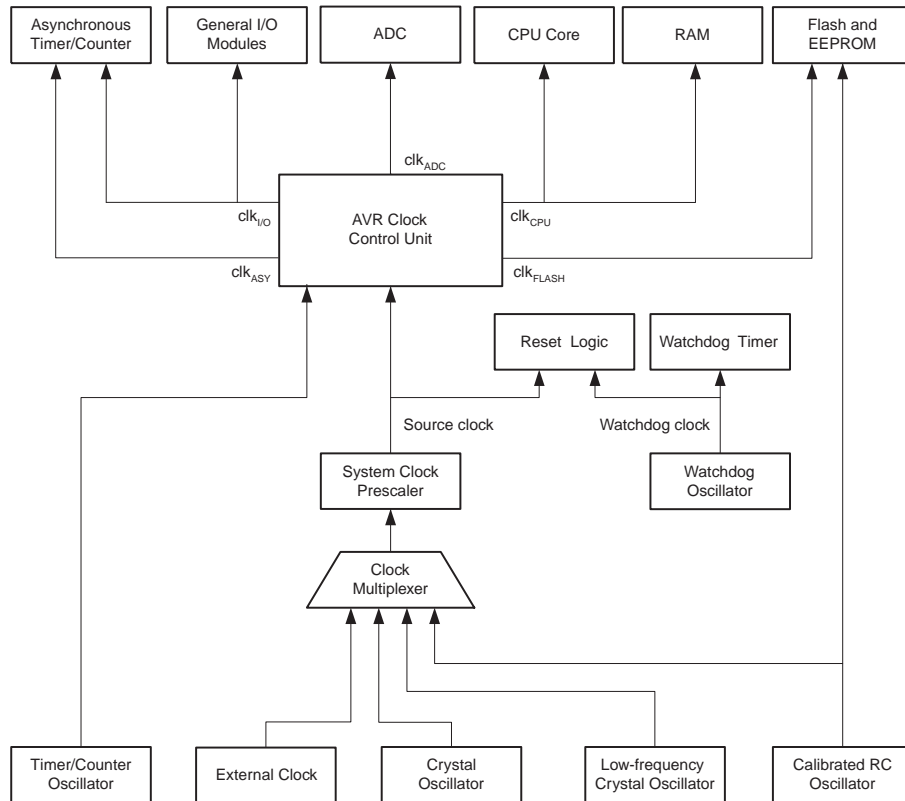 Asynchronous
Timer/Counter
General I/O
Modules
ADC
CPU Core
RAM
Flash and
EEPROM
clkADC
clkI/O
AVR Clock
Control Unit
clkCPU
clkASY
clkFLASH
Reset Logic
Watchdog Timer
Source clock
Watchdog clock
System Clock
Prescaler
Watchdog
Oscillator
Clock
Multiplexer
Timer/Counter
Oscillator
External Clock
Crystal
Oscillator
Low-frequency
Crystal Oscillator
Calibrated RC
Oscillator